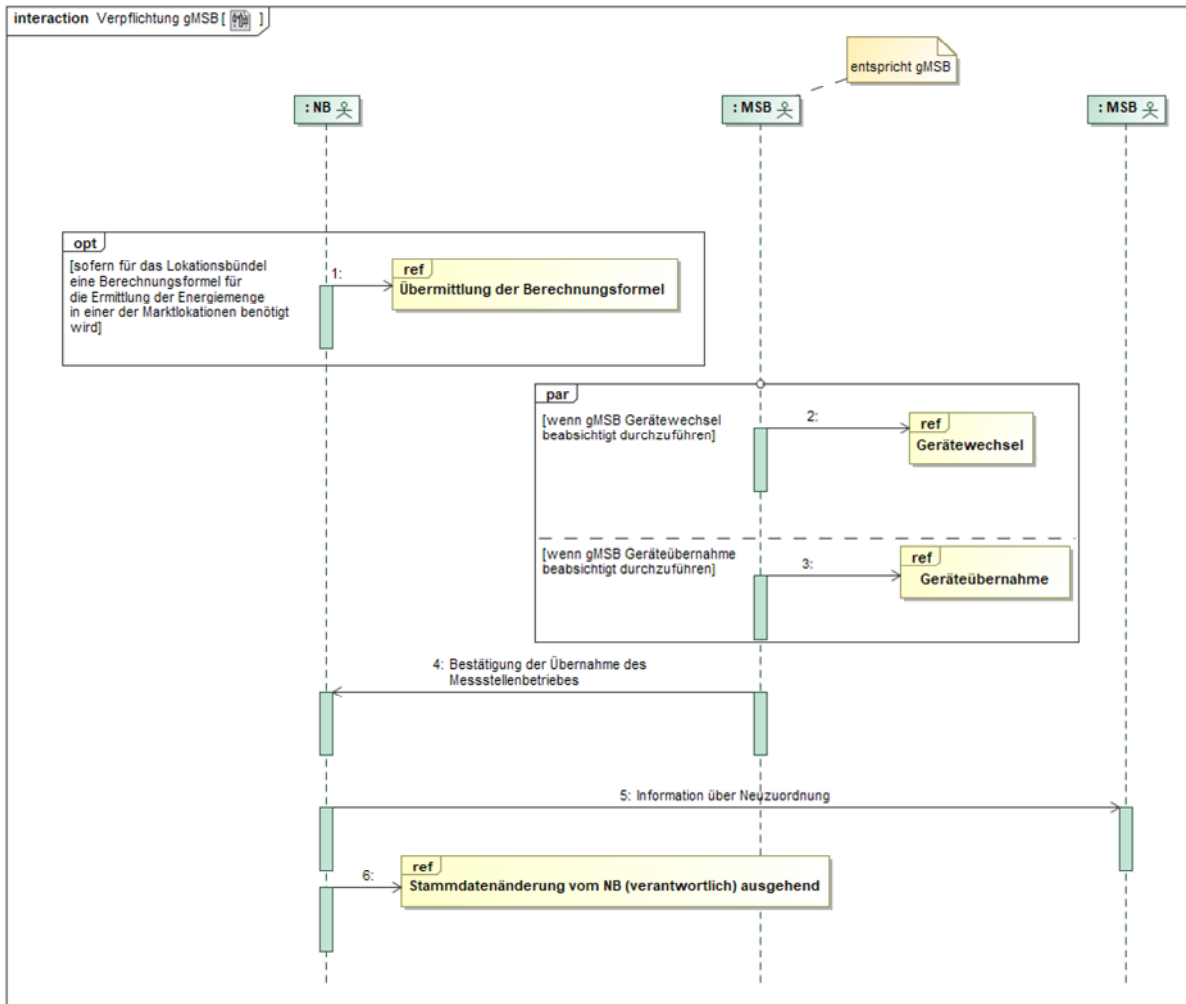 interaction Verpflichtung gMSB [ ]
entspricht gMSB
: NB
: MSB
: MSB
opt
[sofern für das Lokationsbündel
eine Berechnungsformel für
die Ermittlung der Energiemenge
in einer der Marktlokationen benötigt
wird]
1:
ref
Übermittlung der Berechnungsformel
par
[wenn gMSB Gerätewechsel
beabsichtigt durchzuführen]
2:
ref
Gerätewechsel
[wenn gMSB Geräteübernahme
beabsichtigt durchzuführen]
3:
ref
Geräteübernahme
4: Bestätigung der Übernahme des
Messstellenbetriebes
5: Information über Neuzuordnung
6:
ref
Stammdatenänderung vom NB (verantwortlich) ausgehend